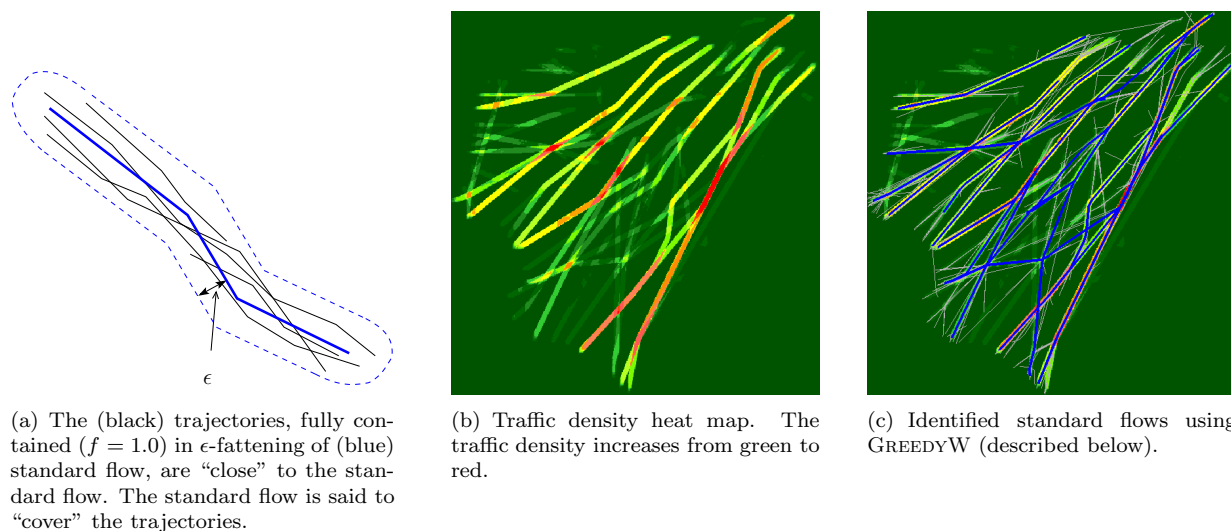 ϵ
(a) The (black) trajectories, fully con-
tained (f = 1.0) in ϵ-fattening of (blue)
standard flow, are “close” to the stan-
dard flow. The standard flow is said to
“cover” the trajectories.
(b) Traffic density heat map. The
traffic density increases from green to
red.
(c) Identified standard flows using
GREEDYW (described below).